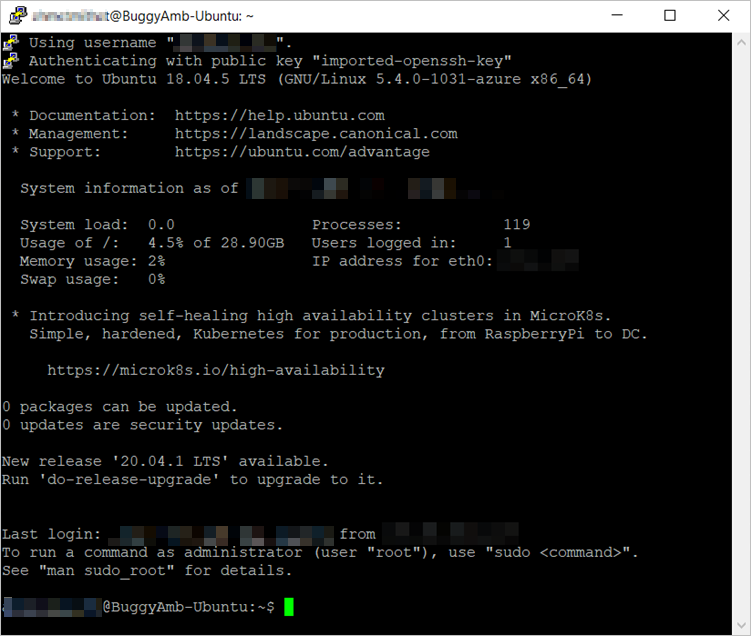 @BuggyAmb-Ubuntu: ~
Using username "                ".
Authenticating with public key "imported-openssh-key"
Welcome to Ubuntu 18.04.5 LTS (GNU/Linux 5.4.0-1031-azure x86_64)
* Documentation:  https://help.ubuntu.com
* Management:     https://landscape.canonical.com
* Support:        https://ubuntu.com/advantage
System information as of
System load:  0.0                Processes:           119
Usage of /:   4.5% of 28.90GB   Users logged in:     1
Memory usage: 2%                IP address for eth0:
Swap usage:   0%
* Introducing self-healing high availability clusters in MicroK8s.
Simple, hardened, Kubernetes for production, from RaspberryPi to DC.
https://microk8s.io/high-availability
0 packages can be updated.
0 updates are security updates.
New release '20.04.1 LTS' available.
Run 'do-release-upgrade' to upgrade to it.
Last login:                           from
To run a command as administrator (user "root"), use "sudo <command>".
See "man sudo_root" for details.
@BuggyAmb-Ubuntu:~$